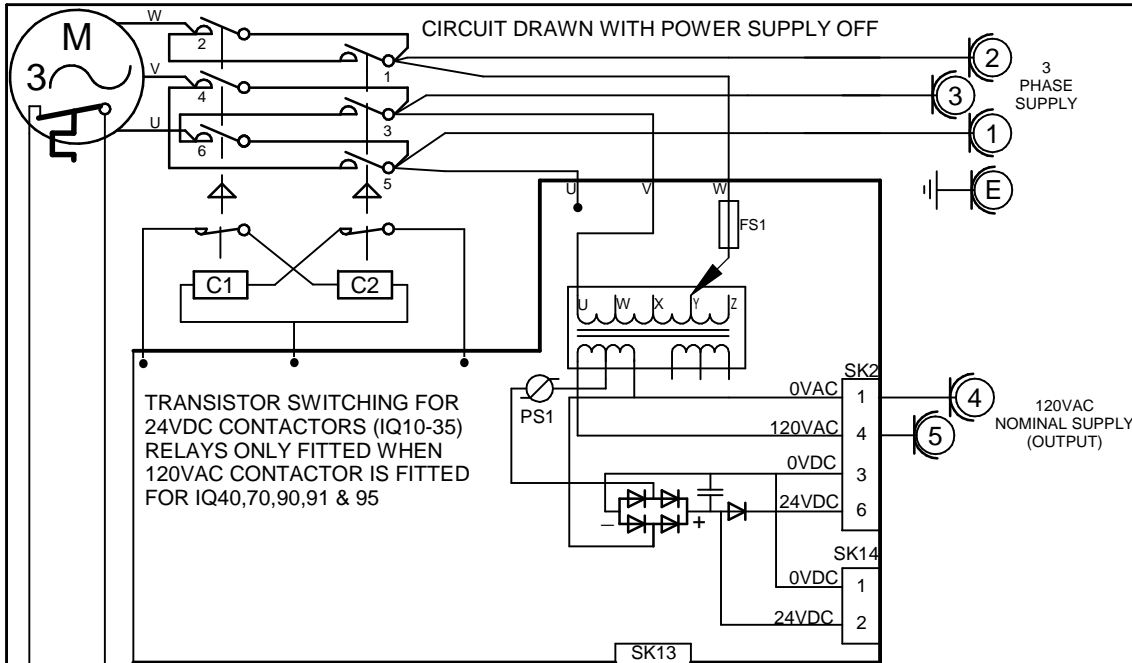 CIRCUIT DRAWN WITH POWER SUPPLY OFF
W
M
2
1
2
3
PHASE
SUPPLY
3
V
4
3
3
U
6
5
1
U
V
W
E
FS1
C1
C2
U
W
X
Y
Z
SK2
PS1
0VAC
1
4
120VAC
NOMINAL SUPPLY
(OUTPUT)
120VAC
4
5
0VDC
3
24VDC
6
TRANSISTOR SWITCHING FOR
24VDC CONTACTORS (IQ10-35)
RELAYS ONLY FITTED WHEN
120VAC CONTACTOR IS FITTED
FOR IQ40,70,90,91 & 95
–
+
SK14
0VDC
1
24VDC
2
SK13